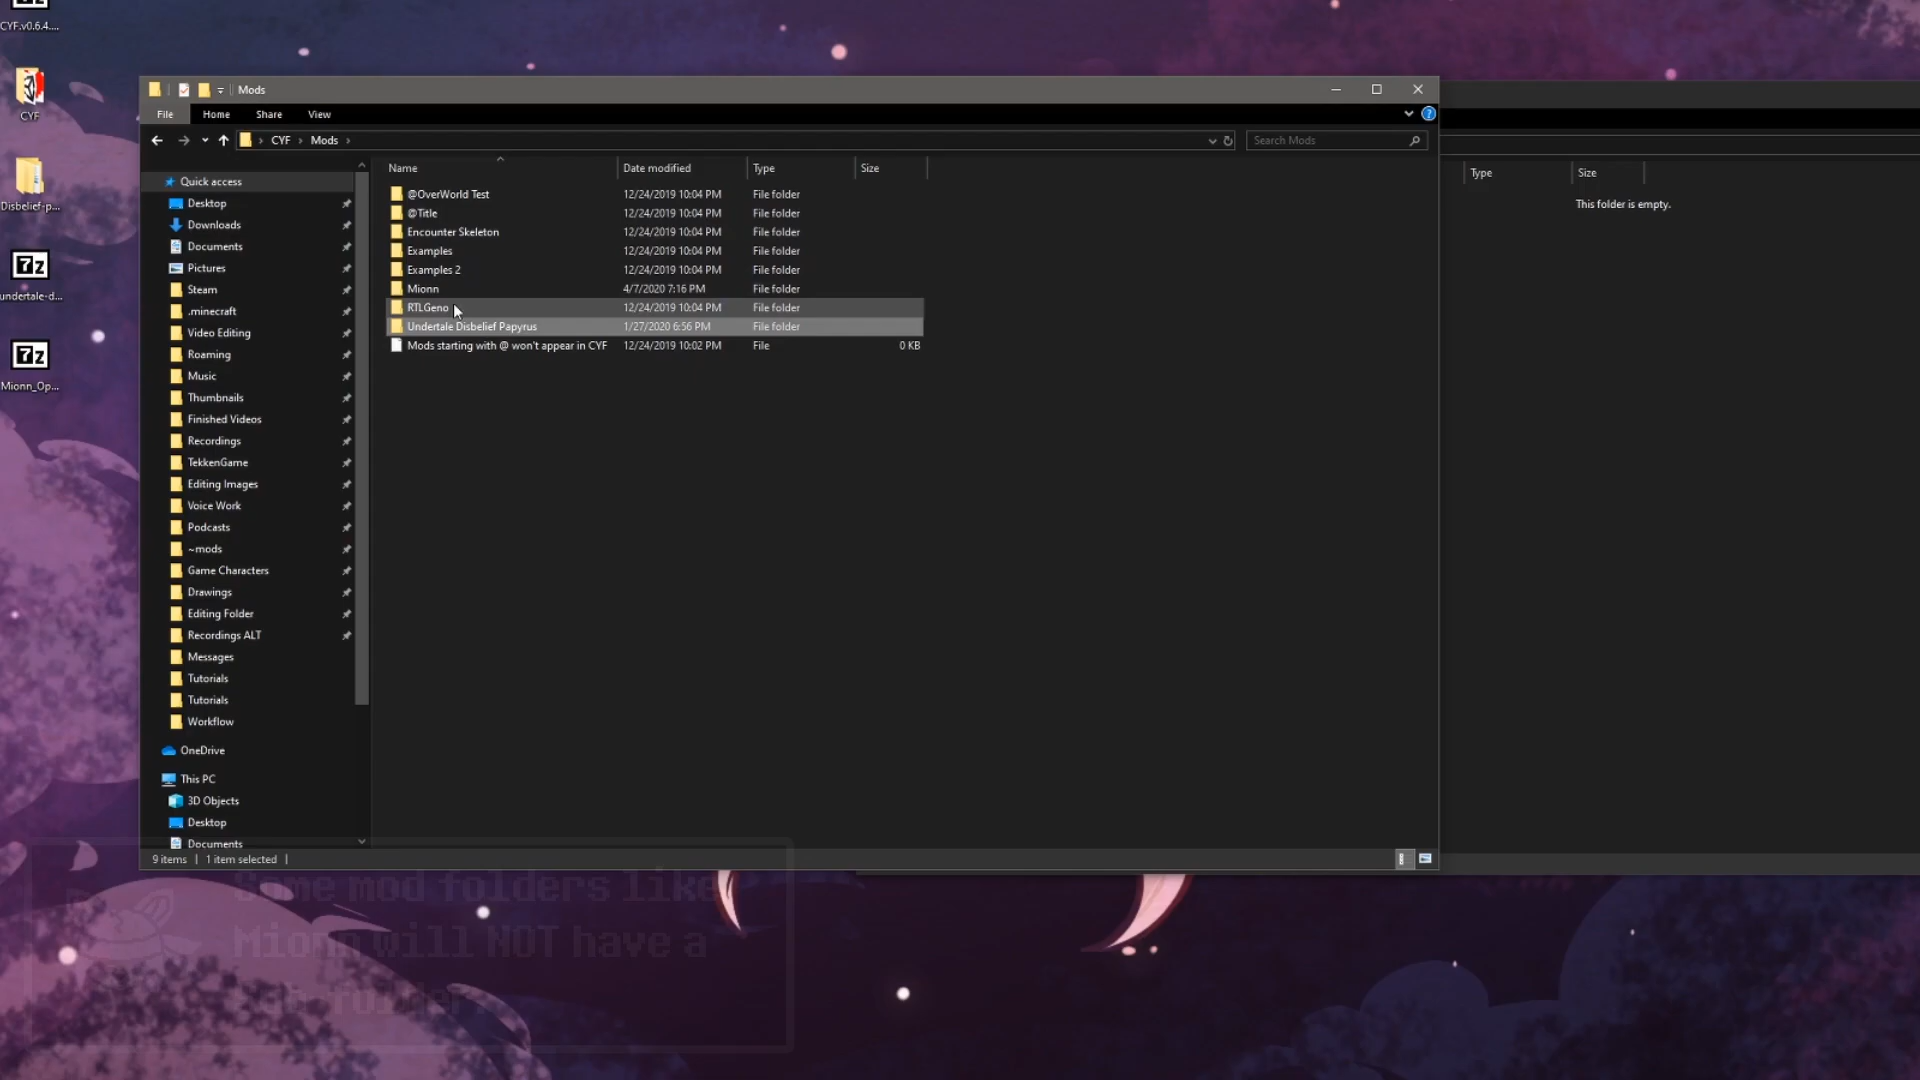 CYF.v0.6.4....
CYF
Disbelief-p...
undertale-d...
Mionn_Op...
Mods
File Home Share View
CYF Mods
Search Mods
Name Date modified Type Size
Quick access
Desktop
Downloads
Documents
Pictures
Steam
.minecraft
Video Editing
Roaming
Music
Thumbnails
Finished Videos
Recordings
TekkenGame
Editing Images
Voice Work
Podcasts
~mods
Game Characters
Drawings
Editing Folder
Recordings ALT
Messages
Tutorials
Tutorials
Workflow
OneDrive
This PC
3D Objects
Desktop
Documents
@OverWorld Test 12/24/2019 10:04 PM File folder
@Title 12/24/2019 10:04 PM File folder
Encounter Skeleton 12/24/2019 10:04 PM File folder
Examples 12/24/2019 10:04 PM File folder
Examples 2 12/24/2019 10:04 PM File folder
Mionn 4/7/2020 7:16 PM File folder
RTLGeno 12/24/2019 10:04 PM File folder
Undertale Disbelief Papyrus 1/27/2020 6:56 PM File folder
Mods starting with @ won't appear in CYF 12/24/2019 10:02 PM File 0 KB
9 items 1 item selected
Type Size
This folder is empty.
Some mod folders like
Mionn will NOT have a